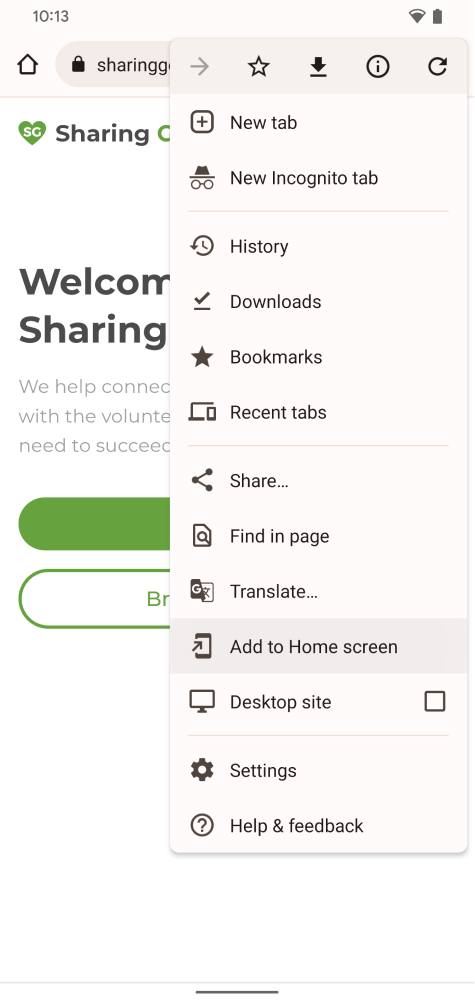 10:13
sharingg
SG Sharing
New tab
New Incognito tab
History
Welcom
Downloads
Sharing
Bookmarks
We help connec
Recent tabs
with the volunte
need to succeed
Share…
Find in page
Translate…
Br
Add to Home screen
Desktop site
Settings
Help & feedback